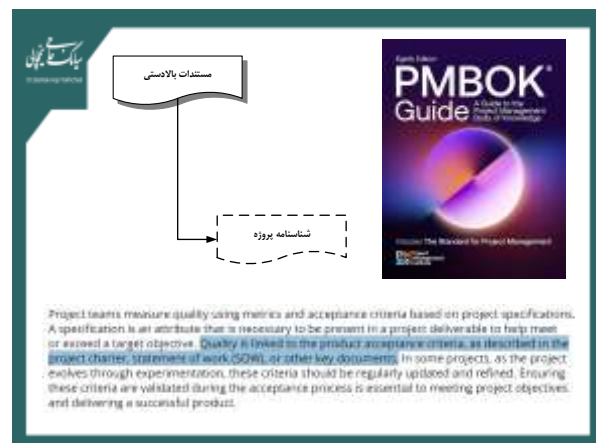 مستندات بالادستی
Eighth Edition
PMBOK®
Guide
A Guide to the
Project Management
Body of Knowledge
شناسنامه پروژه
Includes The Standard for Project Management
Project teams measure quality using metrics and acceptance criteria based on project specifications.
A specification is an attribute that is necessary to be present in a project deliverable to help meet
or exceed a target objective. Quality is linked to the product acceptance criteria, as described in the
project charter, statement of work (SOW), or other key documents. In some projects, as the project
evolves through experimentation, these criteria should be regularly updated and refined. Ensuring
these criteria are validated during the acceptance process is essential to meeting project objectives
and delivering a successful product.